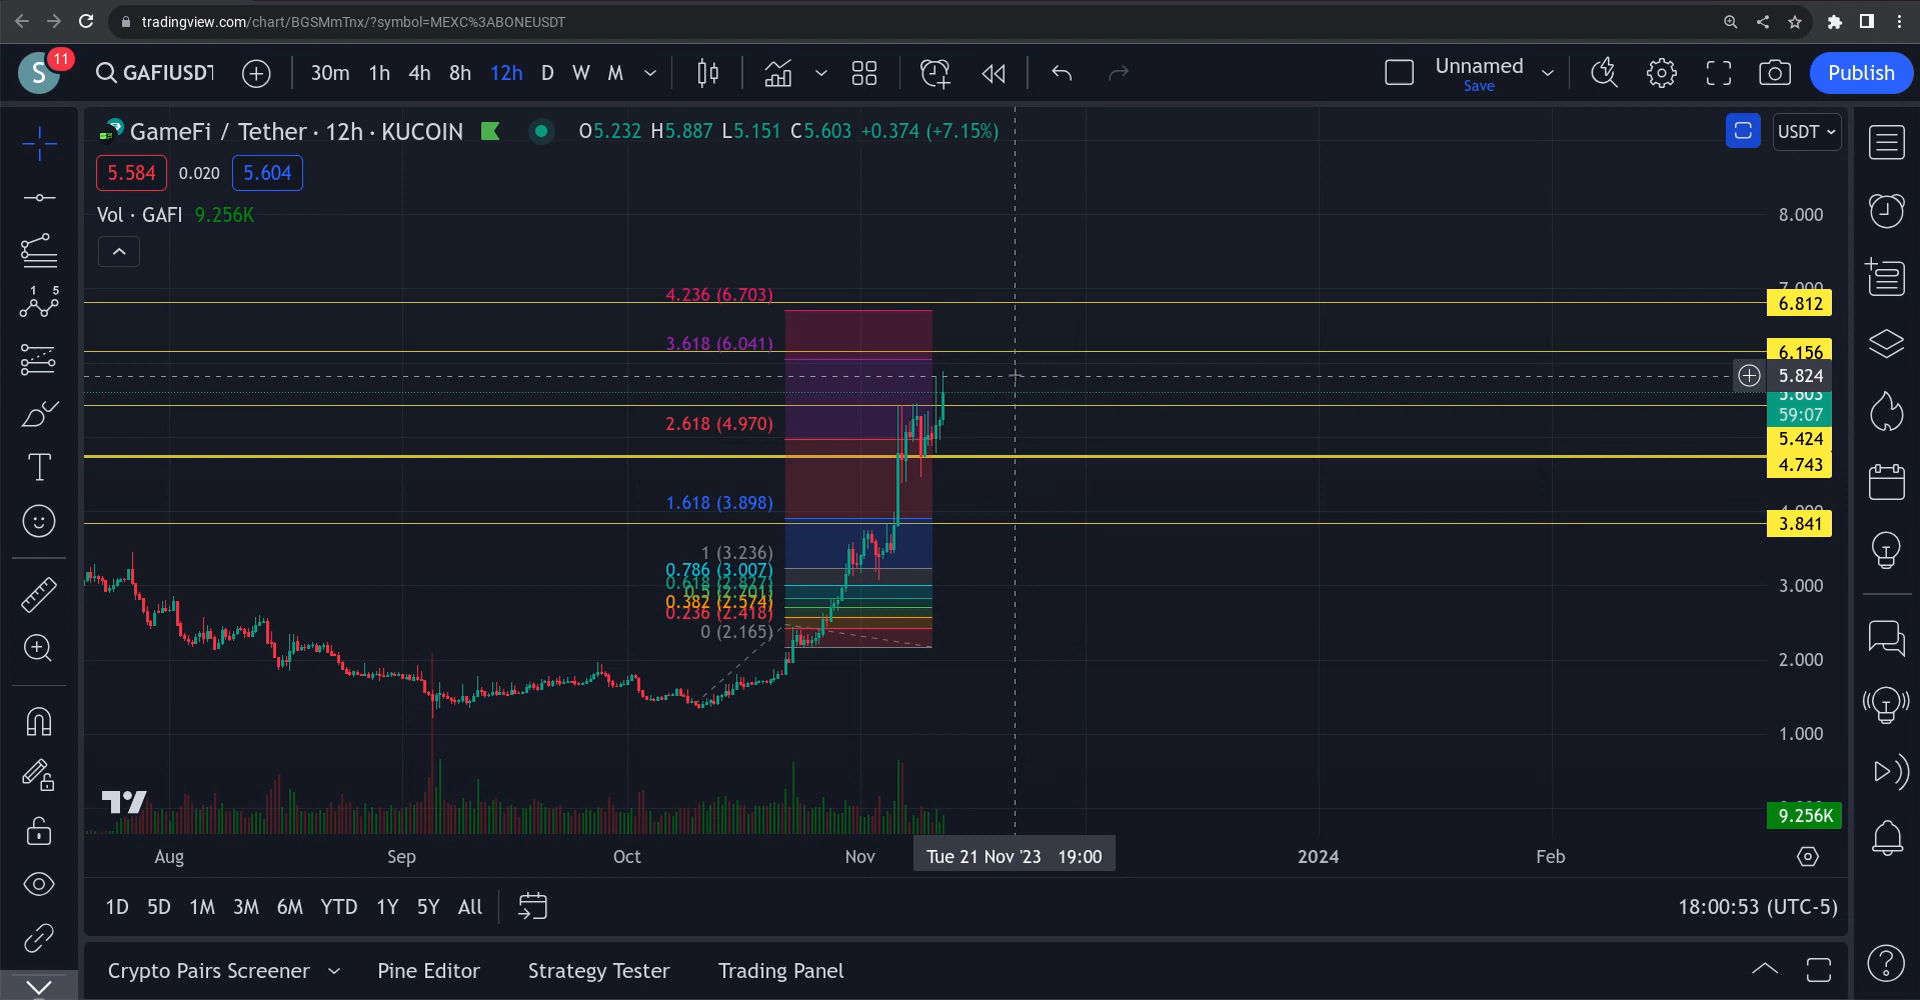 tradingview.com/chart/BGSMmTnx/?symbol=MEXC%3ABONEUSDT
S 11 GAFIUSDT 30m 1h 4h 8h 12h D W M Unnamed Save Publish
GameFi / Tether · 12h · KUCOIN O5.232 H5.887 L5.151 C5.603 +0.374 (+7.15%) USDT
5.584 0.020 5.604
Vol · GAFI 9.256K
8.000
7.000
4.236 (6.703)
6.812
3.618 (6.041)
6.156
5.824
5.603
59:07
2.618 (4.970)
5.424
4.743
1.618 (3.898)
3.841
1 (3.236)
0.786 (3.007)
3.000
0.618 (2.827)
0.382 (2.574)
0.236 (2.418)
0 (2.165)
2.000
1.000
9.256K
Aug Sep Oct Nov Tue 21 Nov '23 19:00 2024 Feb
1D 5D 1M 3M 6M YTD 1Y 5Y All 18:00:53 (UTC-5)
Crypto Pairs Screener Pine Editor Strategy Tester Trading Panel